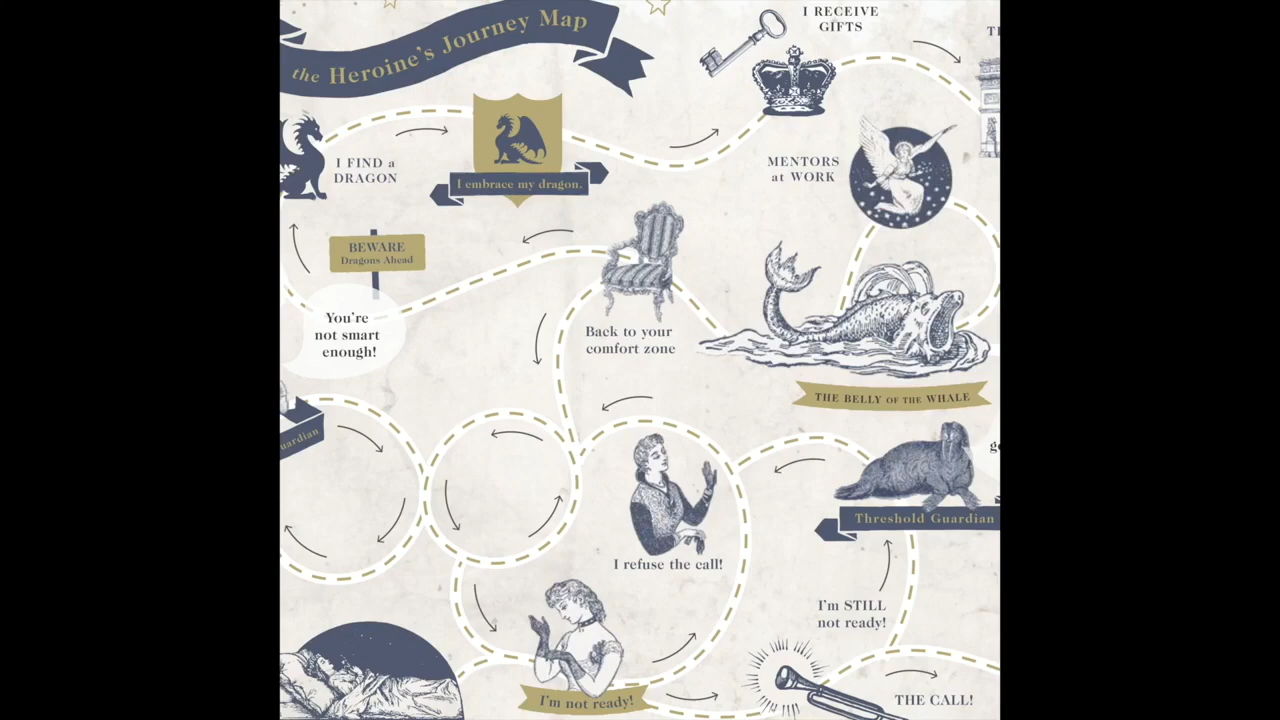 the Heroine's Journey Map
I RECEIVE
GIFTS
I FIND a
DRAGON
I embrace my dragon.
MENTORS
at WORK
BEWARE
Dragons Ahead
You're
not smart
enough!
Back to your
comfort zone
THE BELLY OF THE WHALE
Threshold Guardian
I refuse the call!
I'm STILL
not ready!
I'm not ready!
THE CALL!